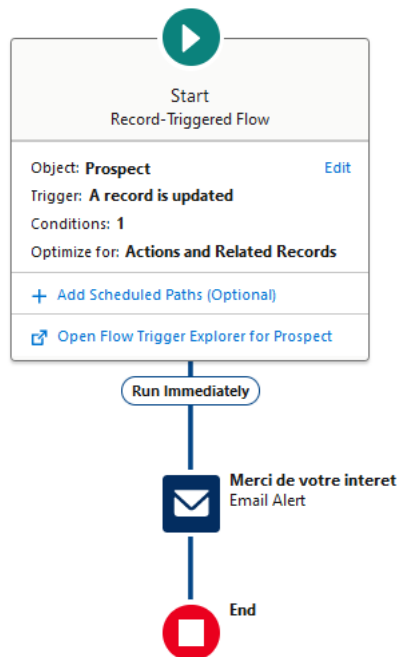 Start
Record-Triggered Flow
Object: Prospect Edit
Trigger: A record is updated
Conditions: 1
Optimize for: Actions and Related Records
+ Add Scheduled Paths (Optional)
Open Flow Trigger Explorer for Prospect
Run Immediately
Merci de votre interet
Email Alert
End